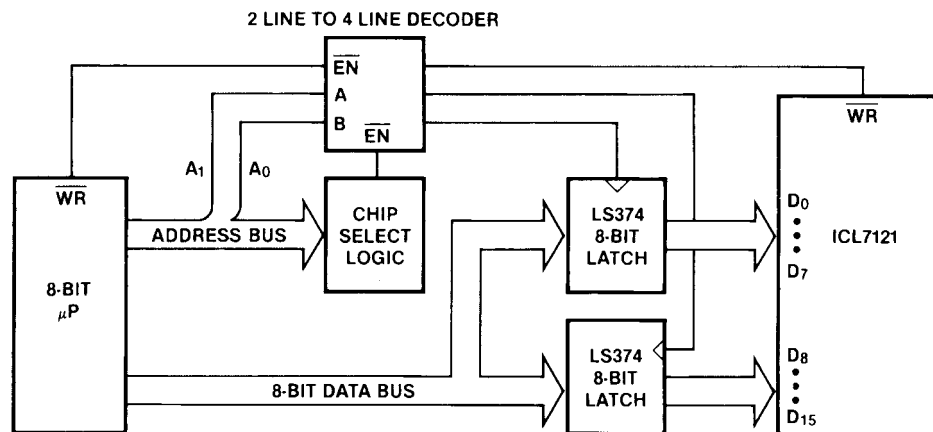 2 LINE TO 4 LINE DECODER
EN
A
B
EN
WR
A1
A0
WR
8-BIT
µP
ADDRESS BUS
CHIP
SELECT
LOGIC
LS374
8-BIT
LATCH
D0
D7
ICL7121
8-BIT DATA BUS
LS374
8-BIT
LATCH
D8
D15